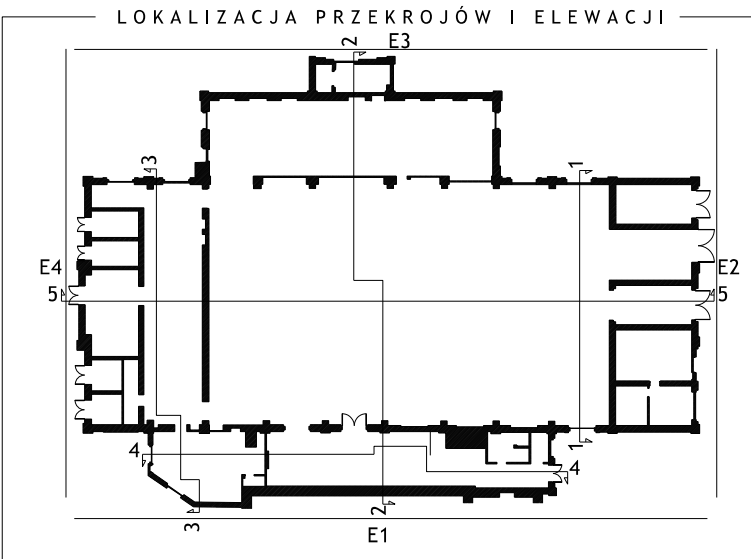 LOKALIZACJA PRZEKROJÓW I ELEWACJI
2 E3
3 1
E4 E2
5 5
4 4
1
3 2
E1